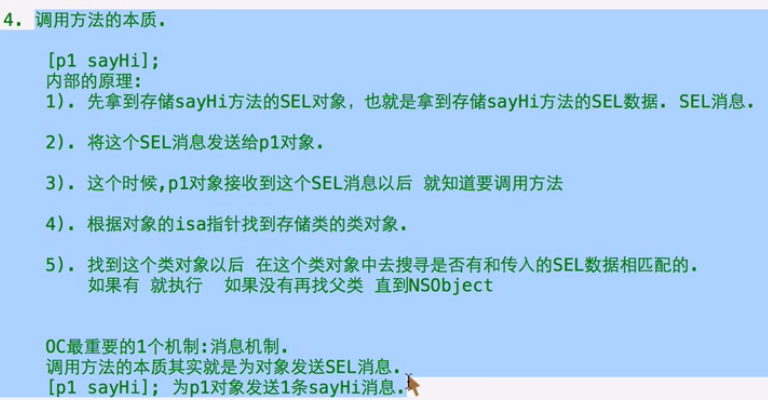 4. 调用方法的本质.
[p1 sayHi];
内部的原理:
1). 先拿到存储sayHi方法的SEL对象，也就是拿到存储sayHi方法的SEL数据. SEL消息.
2). 将这个SEL消息发送给p1对象.
3). 这个时候,p1对象接收到这个SEL消息以后 就知道要调用方法
4). 根据对象的isa指针找到存储类的类对象.
5). 找到这个类对象以后 在这个类对象中去搜寻是否有和传入的SEL数据相匹配的.
如果有 就执行 如果没有再找父类 直到NSObject
OC最重要的1个机制:消息机制.
调用方法的本质其实就是为对象发送SEL消息.
[p1 sayHi]; 为p1对象发送1条sayHi消息.